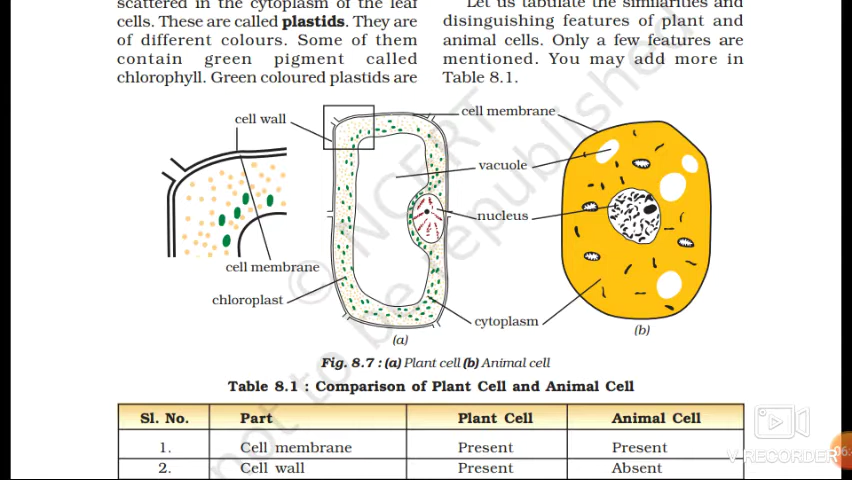 scattered in the cytoplasm of the leaf
cells. These are called plastids. They are
of different colours. Some of them
contain green pigment called
chlorophyll. Green coloured plastids are
Let us tabulate the similarities and
disinguishing features of plant and
animal cells. Only a few features are
mentioned. You may add more in
Table 8.1.
cell wall
cell membrane
vacuole
nucleus
cell membrane
chloroplast
cytoplasm
(a)
(b)
Fig. 8.7 : (a) Plant cell (b) Animal cell
Table 8.1 : Comparison of Plant Cell and Animal Cell
Sl. No. Part Plant Cell Animal Cell
1. Cell membrane Present Present
2. Cell wall Present Absent
© NCERT
not to be republished
V RECORDER